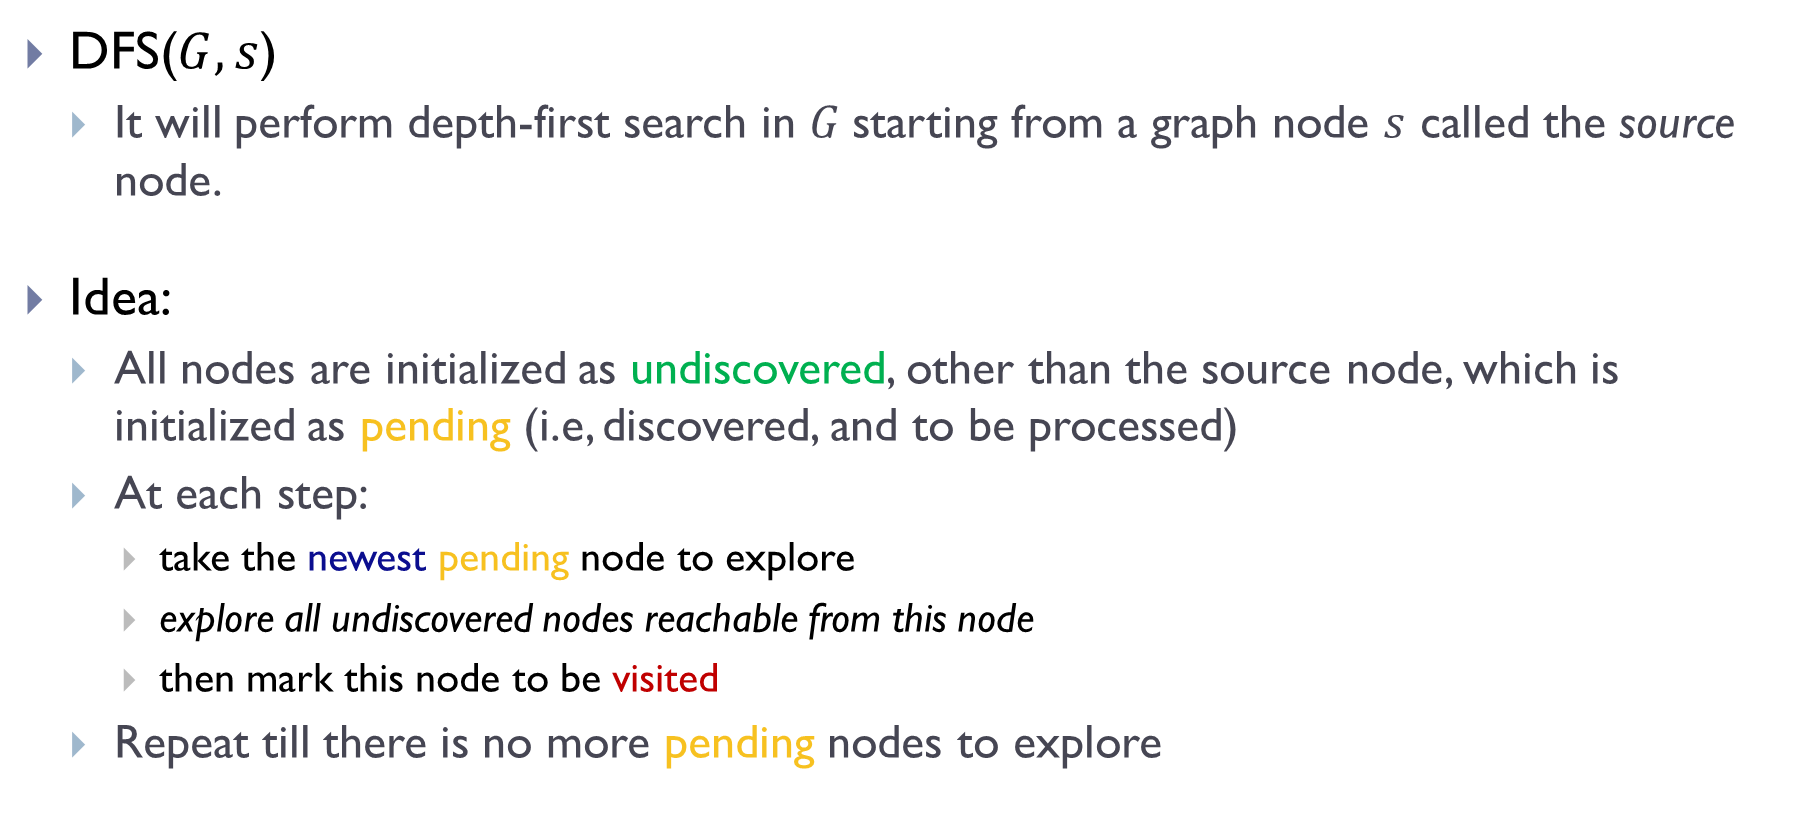 DFS(G, s)
It will perform depth-first search in G starting from a graph node s called the source
node.
Idea:
All nodes are initialized as undiscovered, other than the source node, which is
initialized as pending (i.e, discovered, and to be processed)
At each step:
take the newest pending node to explore
explore all undiscovered nodes reachable from this node
then mark this node to be visited
Repeat till there is no more pending nodes to explore